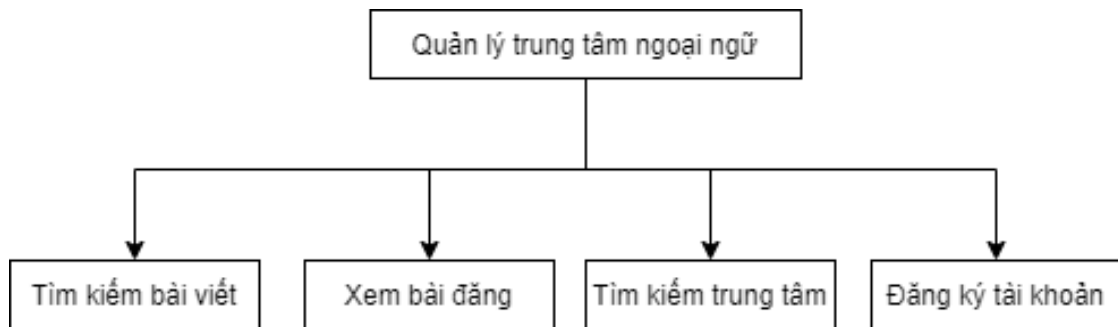 Quản lý trung tâm ngoại ngữ
Tìm kiếm bài viết
Xem bài đăng
Tìm kiếm trung tâm
Đăng ký tài khoản